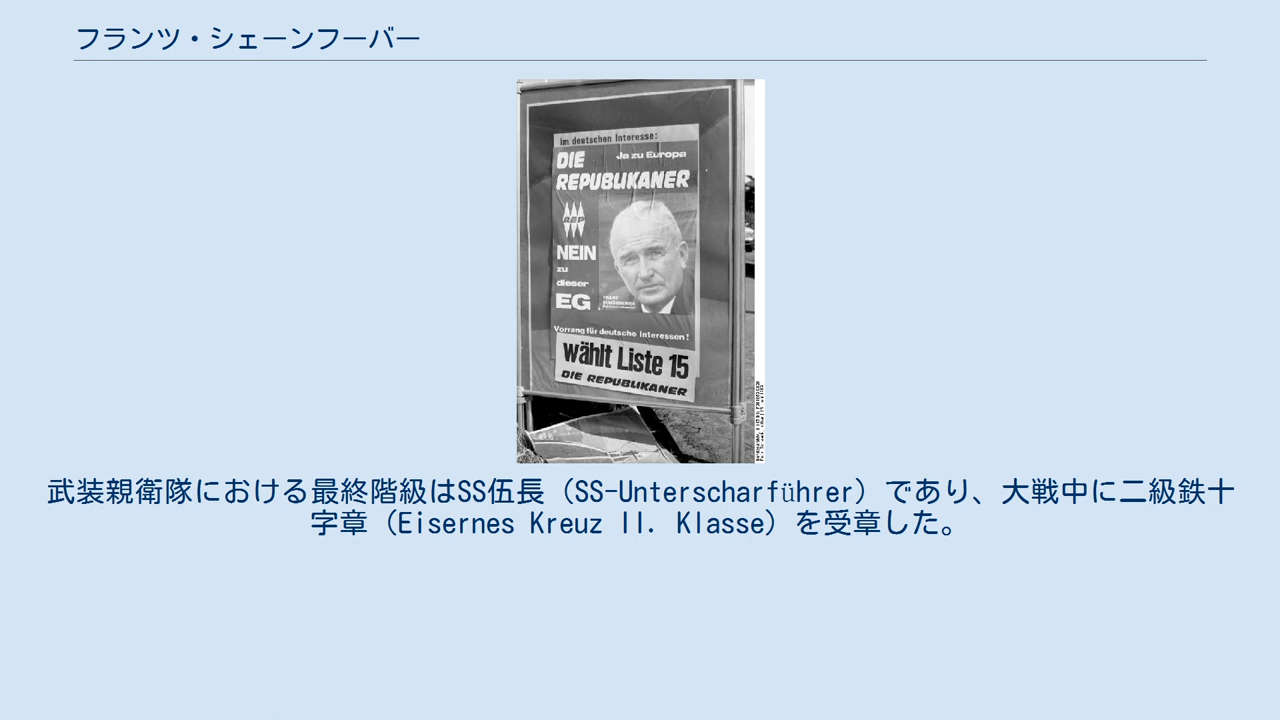 フランツ・シェーンフーバー
Im deutschen Interesse:
DIE
Ja zu Europa
REPUBLIKANER
REP
NEIN
zu
dieser
EG
FRANZ
SCHÖNHUBER
Vorrang für deutsche Interessen!
wählt Liste 15
DIE REPUBLIKANER
武装親衛隊における最終階級はSS伍長（SS-Unterscharführer）であり、大戦中に二級鉄十
字章（Eisernes Kreuz II. Klasse）を受章した。